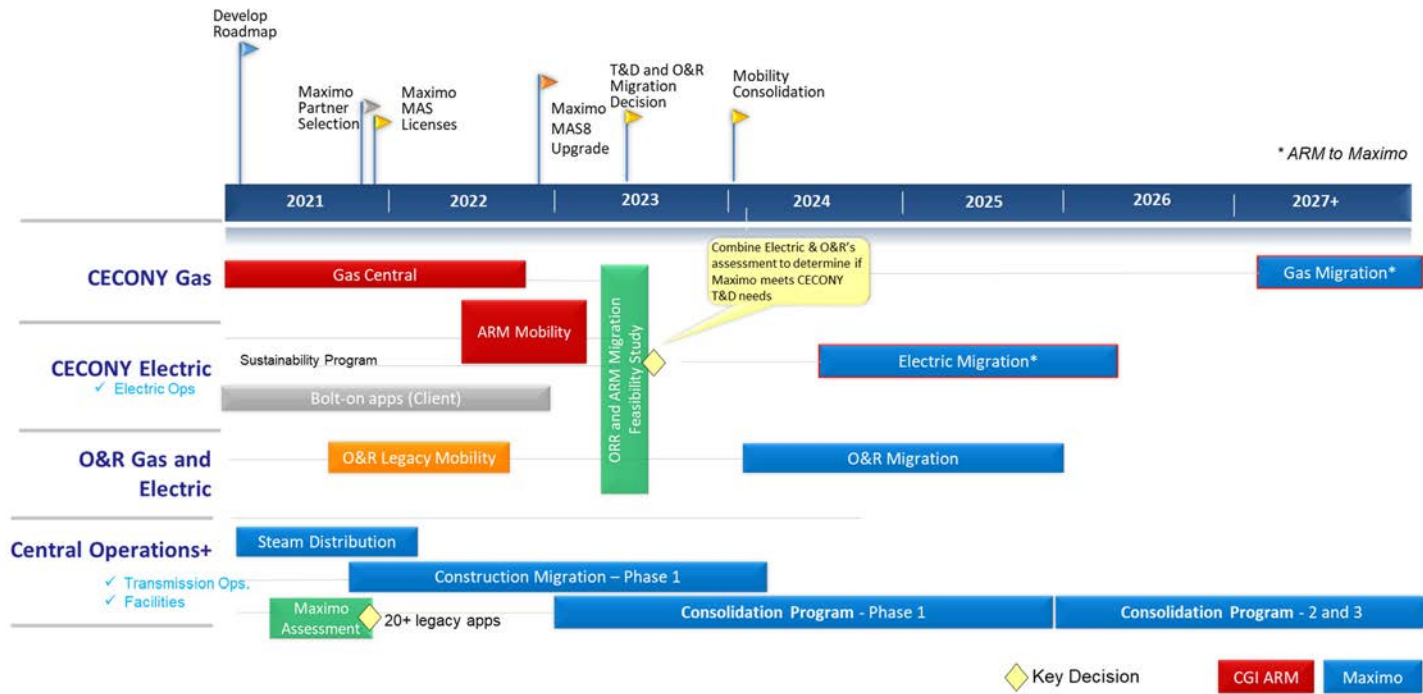 Develop
Roadmap
Maximo
Partner
Selection
Maximo
MAS
Licenses
Maximo
MAS8
Upgrade
T&D and O&R
Migration
Decision
Mobility
Consolidation
* ARM to Maximo
2021
2022
2023
2024
2025
2026
2027+
CECONY Gas
Gas Central
ARM Mobility
ORR and ARM Migration
Feasibility Study
Combine Electric & O&R's
assessment to determine if
Maximo meets CECONY
T&D needs
Gas Migration*
CECONY Electric
✓ Electric Ops
Sustainability Program
Bolt-on apps (Client)
Electric Migration*
O&R Gas and
Electric
O&R Legacy Mobility
O&R Migration
Central Operations+
✓ Transmission Ops.
✓ Facilities
Steam Distribution
Construction Migration – Phase 1
Maximo
Assessment
20+ legacy apps
Consolidation Program - Phase 1
Consolidation Program - 2 and 3
Key Decision
CGI ARM
Maximo